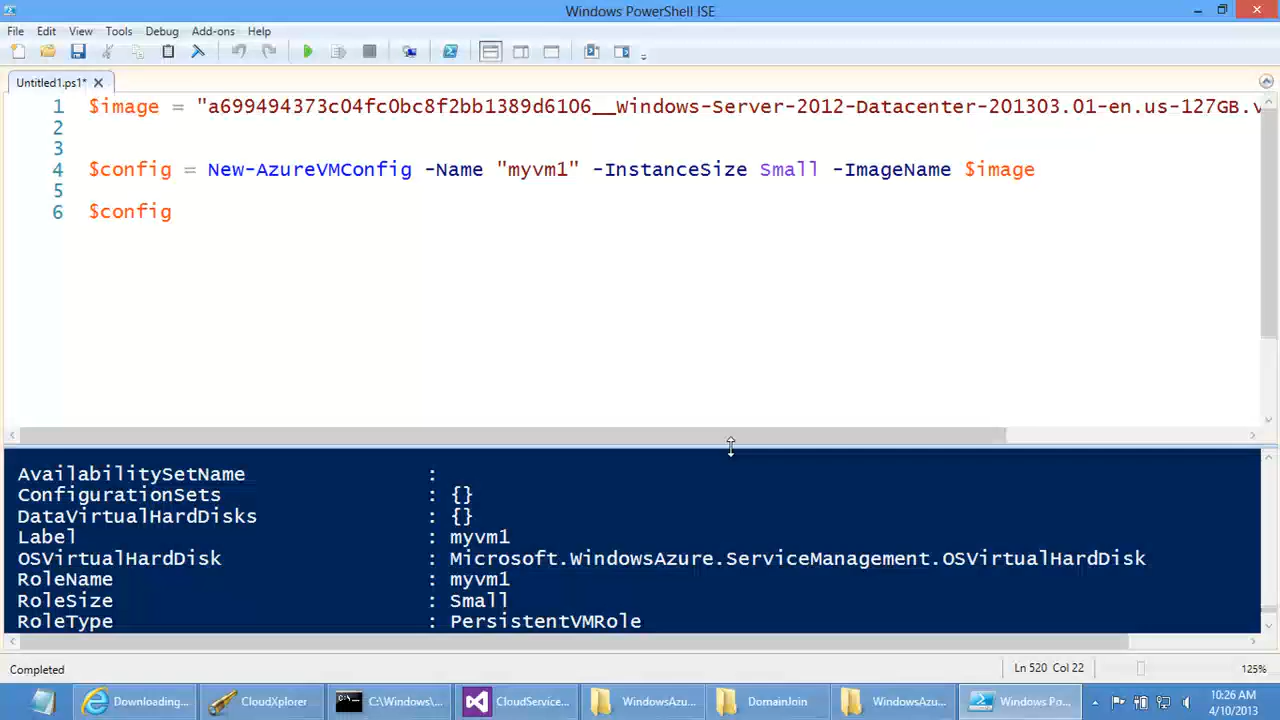 Windows PowerShell ISE
File Edit View Tools Debug Add-ons Help
Untitled1.ps1*
1 $image = "a699494373c04fc0bc8f2bb1389d6106__Windows-Server-2012-Datacenter-201303.01-en.us-127GB.v
2
3
4 $config = New-AzureVMConfig -Name "myvm1" -InstanceSize Small -ImageName $image
5
6 $config
AvailabilitySetName :
ConfigurationSets : {}
DataVirtualHardDisks : {}
Label : myvm1
OSVirtualHardDisk : Microsoft.WindowsAzure.ServiceManagement.OSVirtualHardDisk
RoleName : myvm1
RoleSize : Small
RoleType : PersistentVMRole
Completed Ln 520 Col 22 125%
Downloading... CloudXplorer C:\Windows\... CloudService... WindowsAzu... DomainJoin WindowsAzu... Windows Po... 10:26 AM
4/10/2013